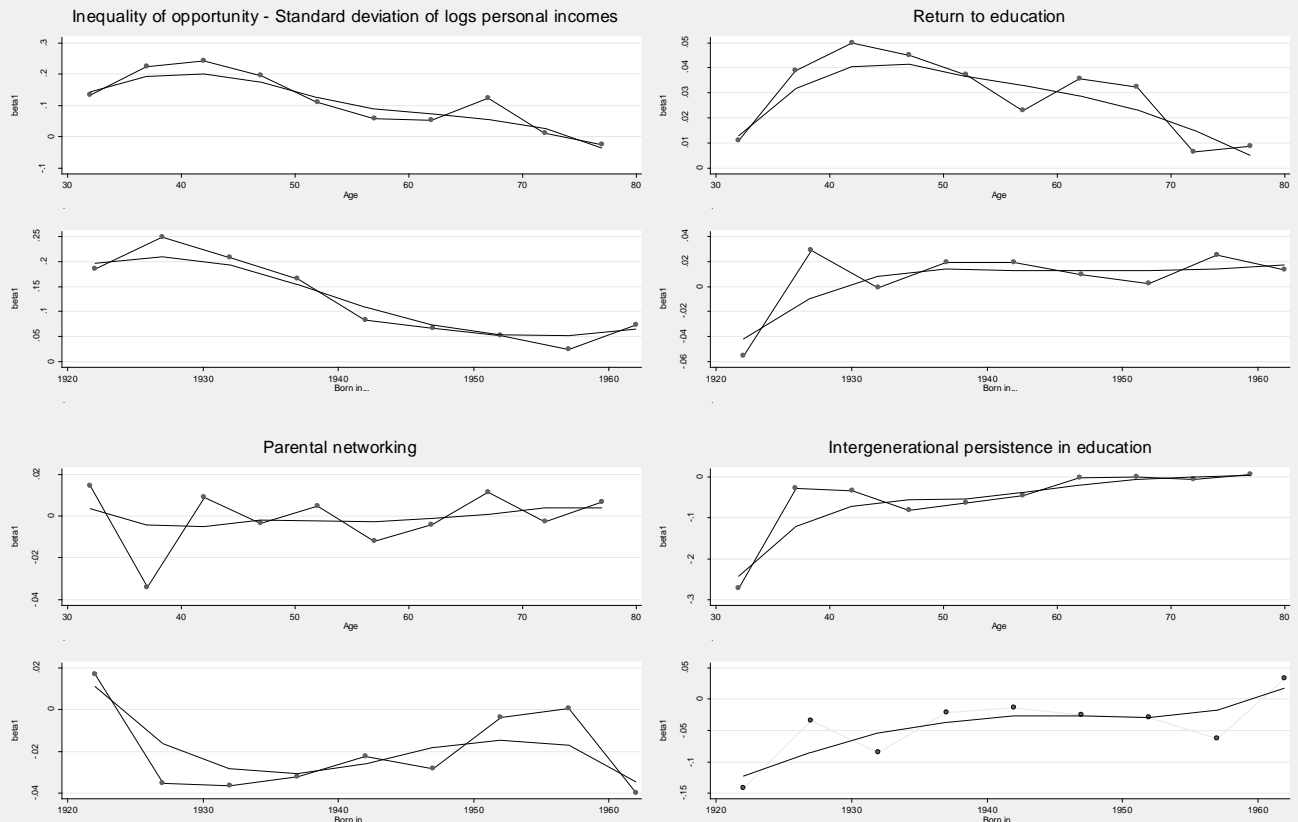 Inequality of opportunity - Standard deviation of logs personal incomes
.3
.2
.1
0
-.1
beta1
30 40 50 60 70 80
Age
.25
.2
.15
.1
.05
0
beta1
1920 1930 1940 1950 1960
Born in...
Return to education
.05
.04
.03
.02
.01
0
beta1
30 40 50 60 70 80
Age
.04
.02
0
-.02
-.04
-.06
beta1
1920 1930 1940 1950 1960
Born in...
Parental networking
.02
0
-.02
-.04
beta1
30 40 50 60 70 80
Age
.02
0
-.02
-.04
beta1
1920 1930 1940 1950 1960
Born in
Intergenerational persistence in education
0
-.1
-.2
-.3
beta1
30 40 50 60 70 80
Age
.05
0
-.05
-.1
-.15
beta1
1920 1930 1940 1950 1960
Born in